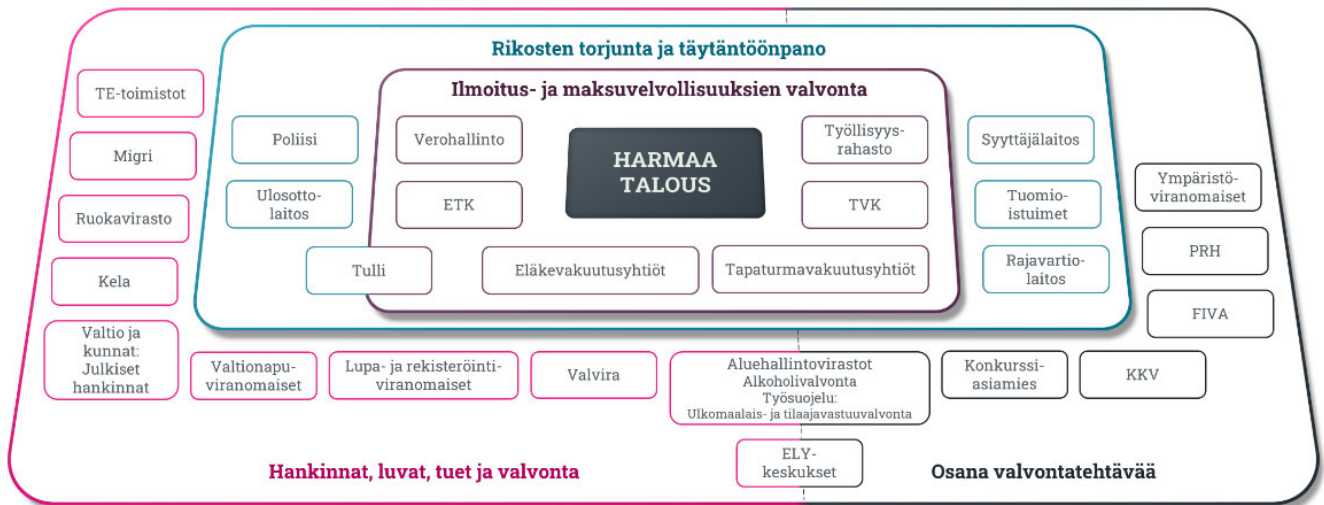 Rikosten torjunta ja täytäntöönpano
Ilmoitus- ja maksuvelvollisuuksien valvonta
HARMAA
TALOUS
Verohallinto
ETK
Työllisyys-
rahasto
TVK
Tulli
Eläkevakuutusyhtiöt
Tapaturmavakuutusyhtiöt
Poliisi
Ulosotto-
laitos
Syyttäjälaitos
Tuomio-
istuimet
Rajavartio-
laitos
TE-toimistot
Migri
Ruokavirasto
Kela
Valtio ja
kunnat:
Julkiset
hankinnat
Valtionapu-
viranomaiset
Lupa- ja rekisteröinti-
viranomaiset
Valvira
Aluehallintovirastot
Alkoholivalvonta
Työsuojelu:
Ulkomaalais- ja tilaajavastuuvalvonta
ELY-
keskukset
Konkurssi-
asiamies
KKV
Ympäristö-
viranomaiset
PRH
FIVA
Hankinnat, luvat, tuet ja valvonta
Osana valvontatehtävää